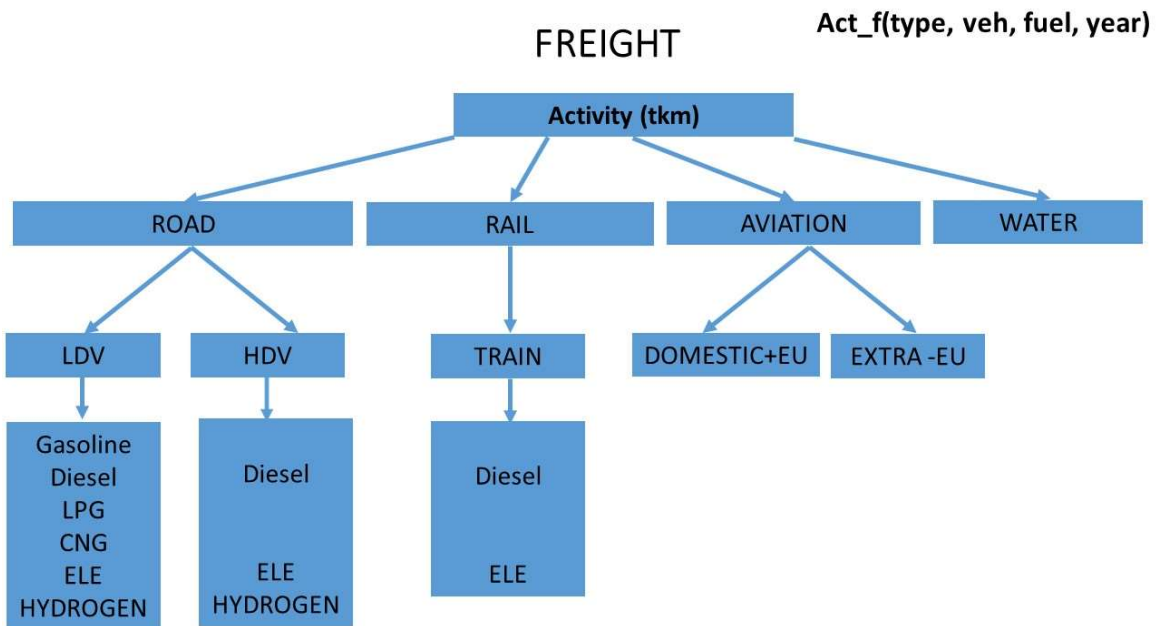 Act_f(type, veh, fuel, year)
FREIGHT
Activity (tkm)
ROAD
RAIL
AVIATION
WATER
LDV
HDV
TRAIN
DOMESTIC+EU
EXTRA -EU
Gasoline
Diesel
LPG
CNG
ELE
HYDROGEN
Diesel
ELE
HYDROGEN
Diesel
ELE